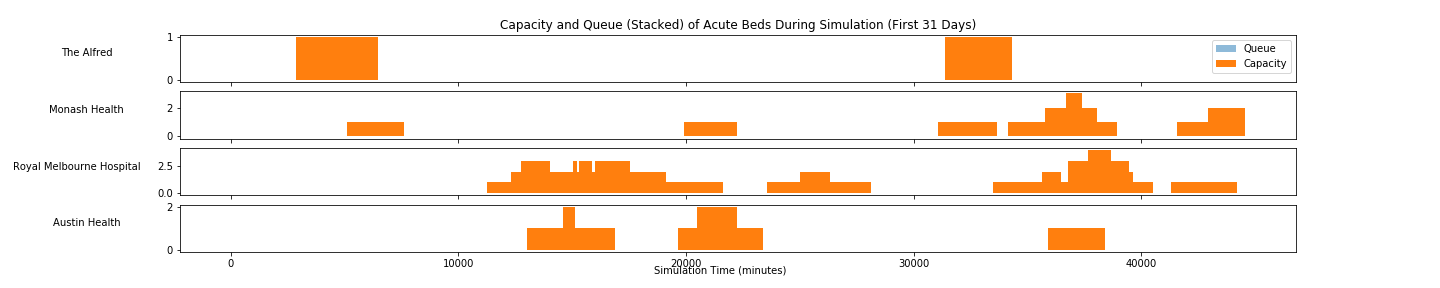 Capacity and Queue (Stacked) of Acute Beds During Simulation (First 31 Days)
The Alfred
1
0
Queue
Capacity
Monash Health
2
0
Royal Melbourne Hospital
2.5
0.0
Austin Health
2
0
0 10000 20000 30000 40000
Simulation Time (minutes)